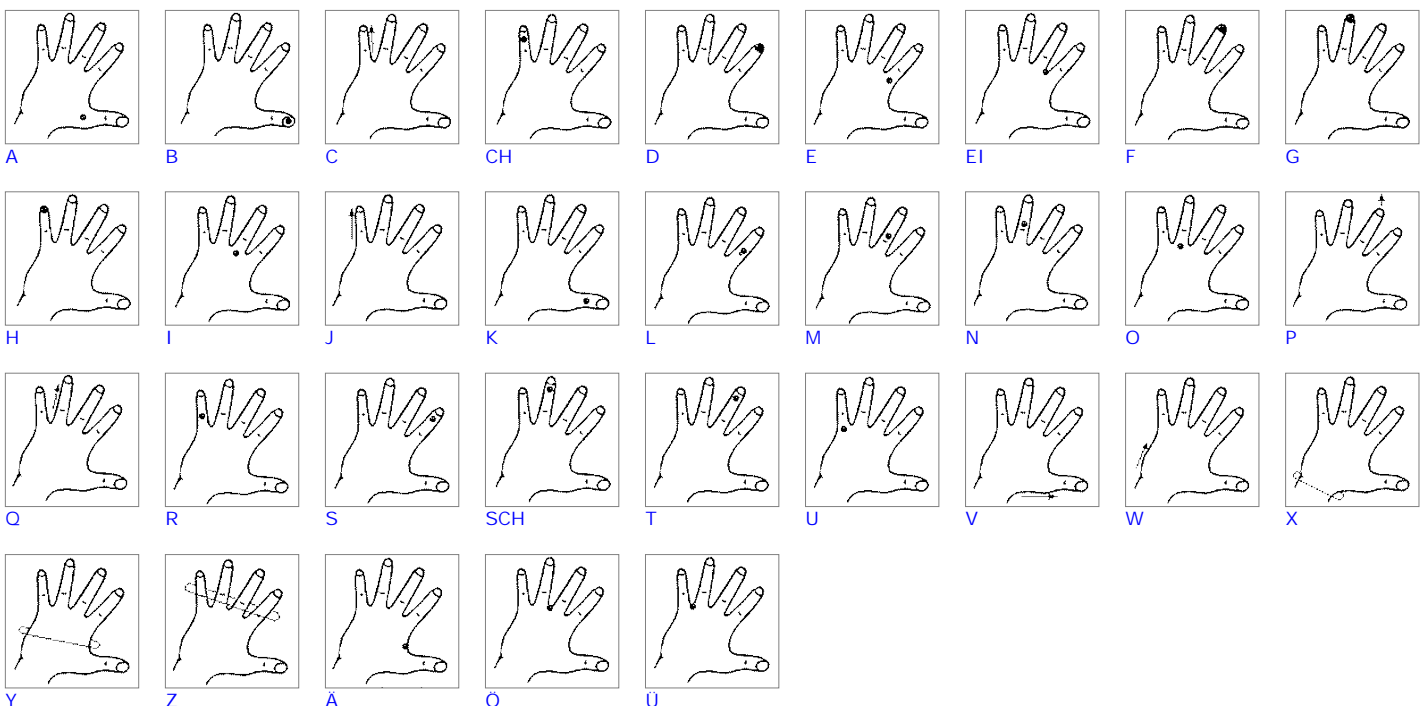 A B C CH D E EI F G
H I J K L M N O P
Q R S SCH T U V W X
Y Z Ä Ö Ü